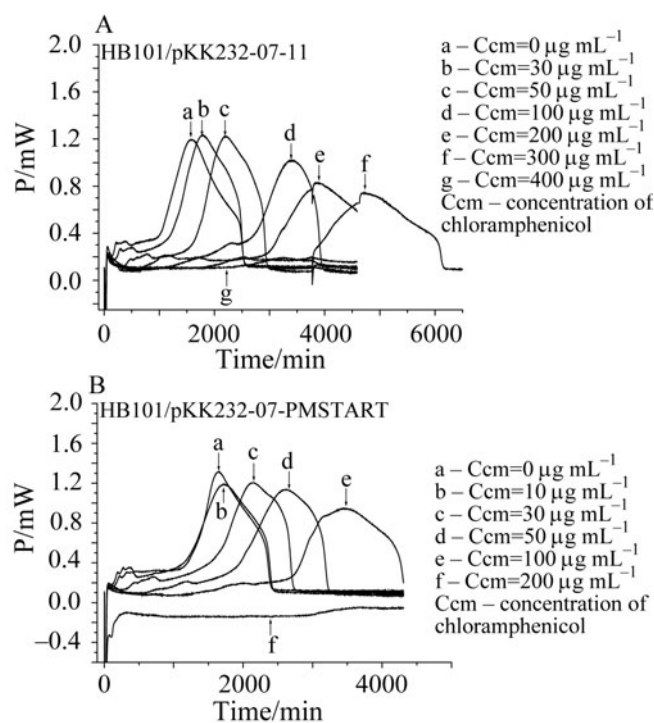 A
HB101/pKK232-07-11
P/mW
2.0
1.6
1.2
0.8
0.4
0.0
a
b
c
d
e
f
g
0
2000
4000
6000
Time/min
a – Ccm=0 μg mL⁻¹
b – Ccm=30 μg mL⁻¹
c – Ccm=50 μg mL⁻¹
d – Ccm=100 μg mL⁻¹
e – Ccm=200 μg mL⁻¹
f – Ccm=300 μg mL⁻¹
g – Ccm=400 μg mL⁻¹
Ccm – concentration of
chloramphenicol
B
HB101/pKK232-07-PMSTART
P/mW
2.0
1.6
1.2
0.8
0.4
0.0
−0.4
a
b
c
d
e
f
0
2000
4000
Time/min
a – Ccm=0 μg mL⁻¹
b – Ccm=10 μg mL⁻¹
c – Ccm=30 μg mL⁻¹
d – Ccm=50 μg mL⁻¹
e – Ccm=100 μg mL⁻¹
f – Ccm=200 μg mL⁻¹
Ccm – concentration of
chloramphenicol